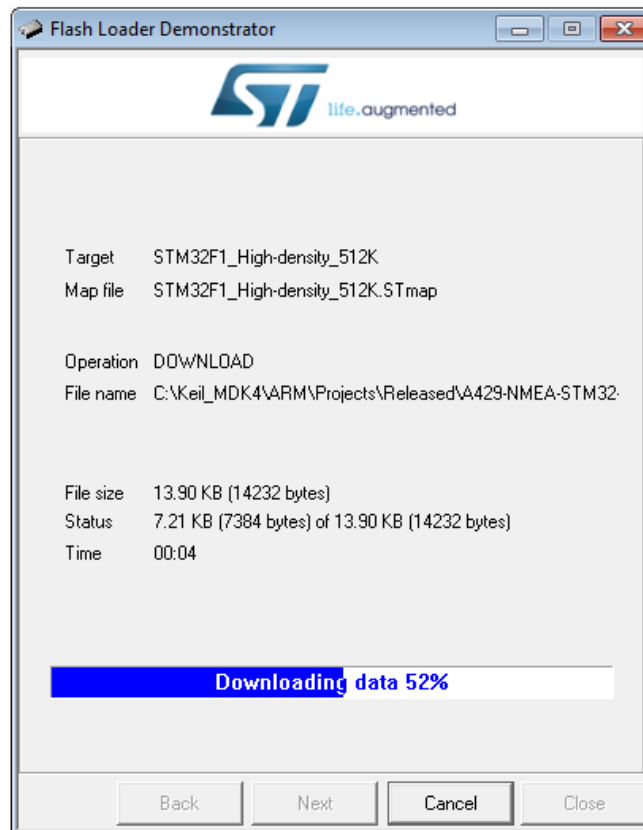 Flash Loader Demonstrator
ST life.augmented
Target STM32F1_High-density_512K
Map file STM32F1_High-density_512K.STmap
Operation DOWNLOAD
File name C:\Keil_MDK4\ARM\Projects\Released\A429-NMEA-STM32-
File size 13.90 KB (14232 bytes)
Status 7.21 KB (7384 bytes) of 13.90 KB (14232 bytes)
Time 00:04
Downloading data 52%
Back Next Cancel Close